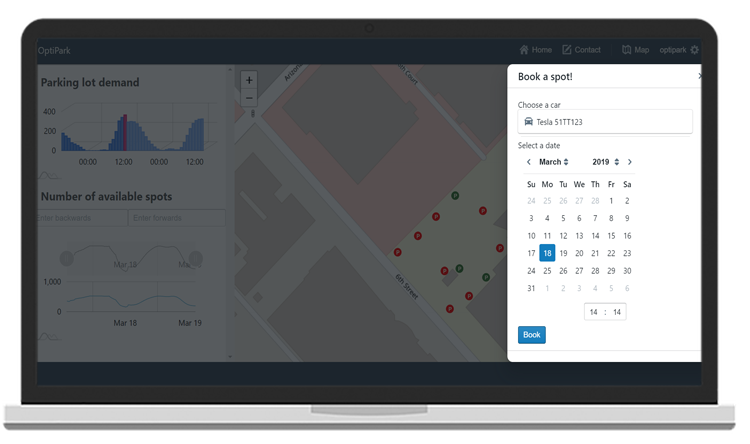 OptiPark
Home Contact Map optipark
Parking lot demand
400
200
0
00:00 12:00 00:00 12:00
Number of available spots
Enter backwards Enter forwards
Mar 18
1,000
0
Mar 18 Mar 19
+
−
6th Street
Court
P P P P P P P P P P P P
Book a spot!
Choose a car
Tesla 51TT123
Select a date
March 2019
Su Mo Tu We Th Fr Sa
24 25 26 27 28 1 2
3 4 5 6 7 8 9
10 11 12 13 14 15 16
17 18 19 20 21 22 23
24 25 26 27 28 29 30
31 1 2 3 4 5 6
14 : 14
Book